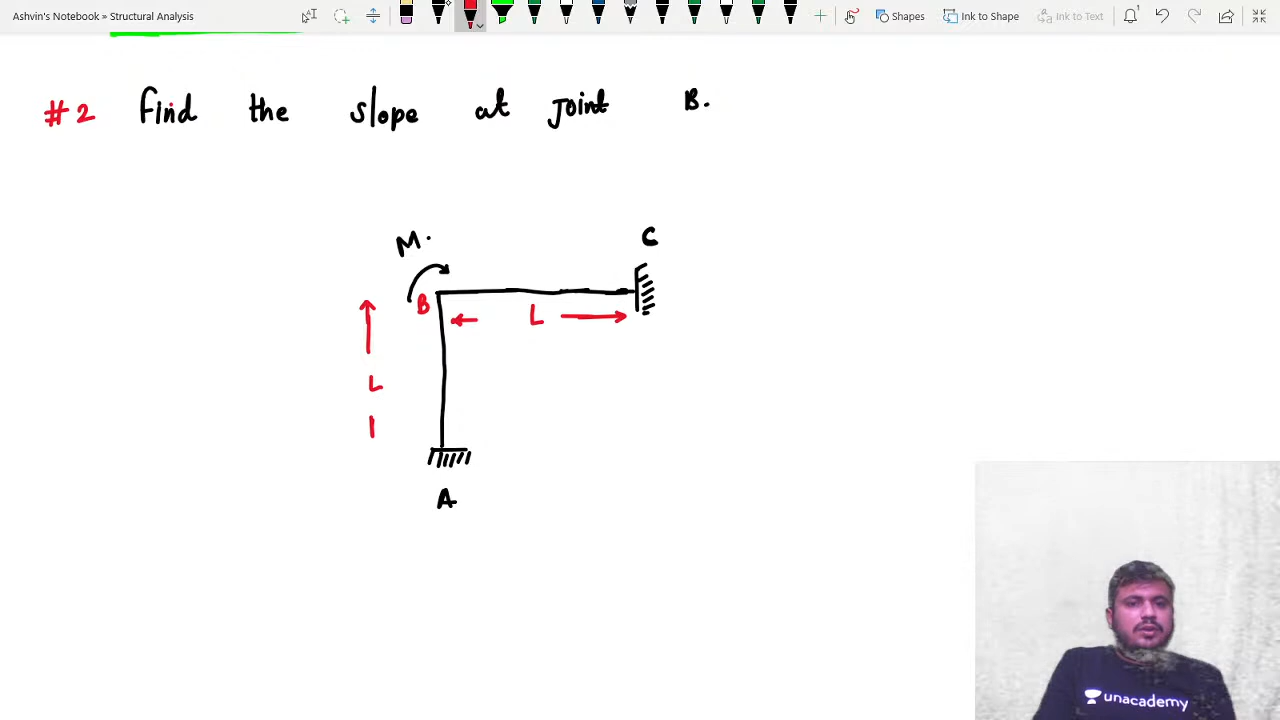 Ashvin's Notebook » Structural Analysis
Shapes
Ink to Shape
Ink to Text
#2 Find the slope at Joint B.
M.
C
B
L
L
A
unacademy